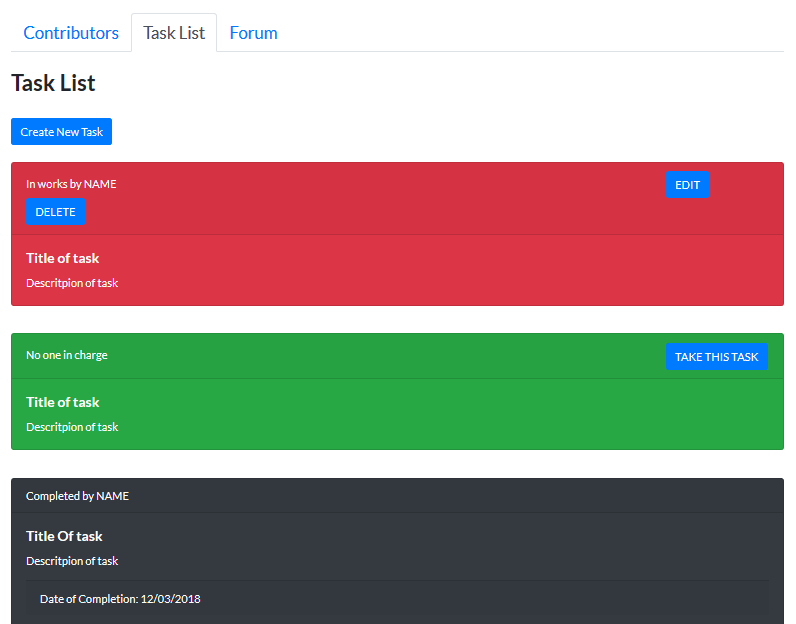 Contributors Task List Forum
Task List
Create New Task
In works by NAME EDIT
DELETE
Title of task
Descritpion of task
No one in charge TAKE THIS TASK
Title of task
Descritpion of task
Completed by NAME
Title Of task
Descritpion of task
Date of Completion: 12/03/2018